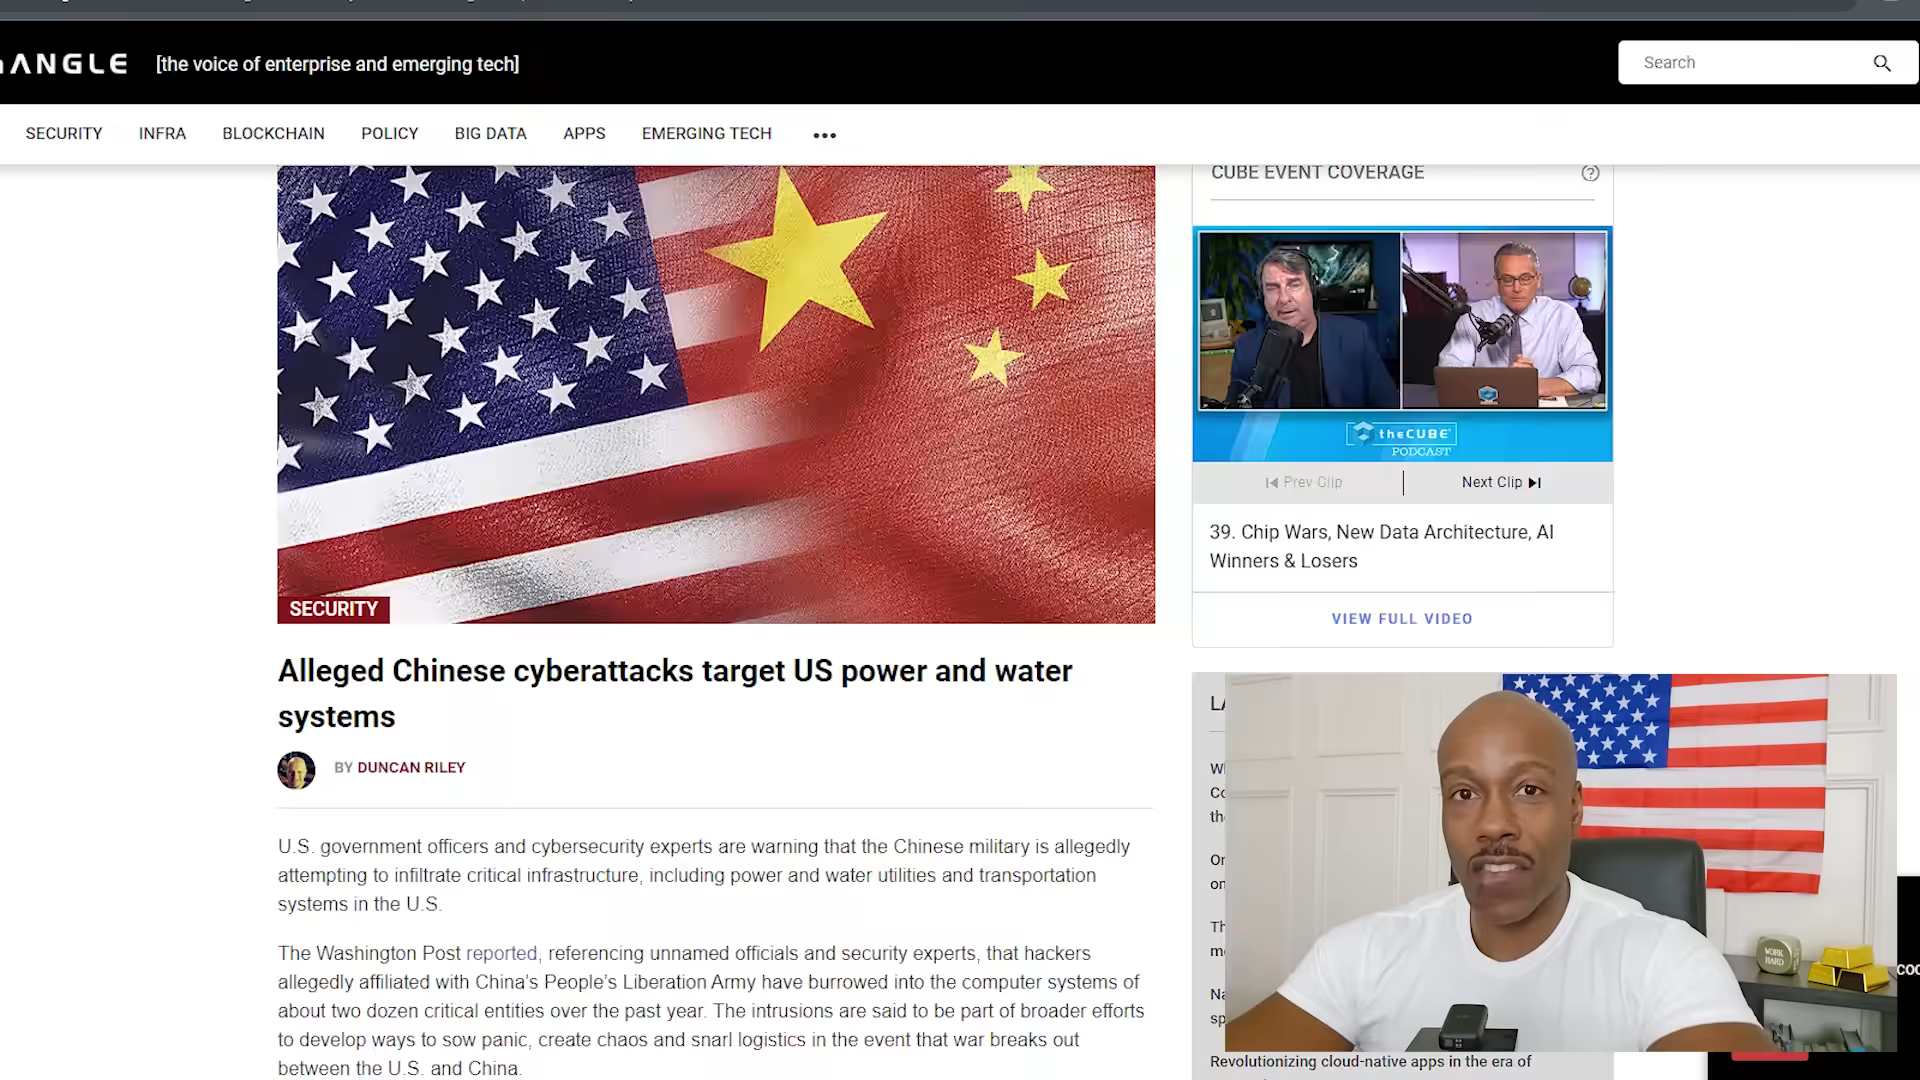 ANGLE
[the voice of enterprise and emerging tech]
Search
SECURITY INFRA BLOCKCHAIN POLICY BIG DATA APPS EMERGING TECH
CUBE EVENT COVERAGE
theCUBE
PODCAST
Prev Clip Next Clip
39. Chip Wars, New Data Architecture, AI
Winners & Losers
VIEW FULL VIDEO
SECURITY
Alleged Chinese cyberattacks target US power and water
systems
BY DUNCAN RILEY
U.S. government officers and cybersecurity experts are warning that the Chinese military is allegedly
attempting to infiltrate critical infrastructure, including power and water utilities and transportation
systems in the U.S.
The Washington Post reported, referencing unnamed officials and security experts, that hackers
allegedly affiliated with China's People's Liberation Army have burrowed into the computer systems of
about two dozen critical entities over the past year. The intrusions are said to be part of broader efforts
to develop ways to sow panic, create chaos and snarl logistics in the event that war breaks out
between the U.S. and China.
WORK
HARD
Revolutionizing cloud-native apps in the era of